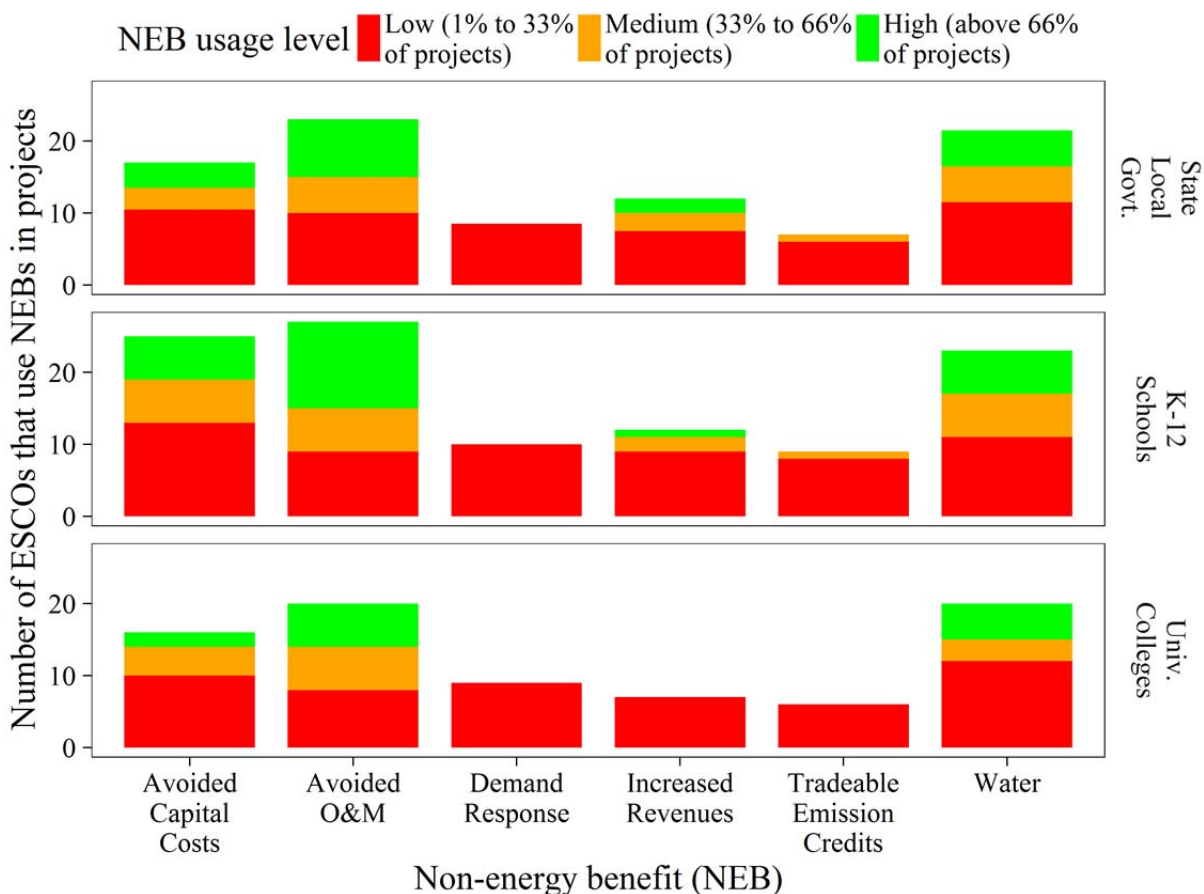 NEB usage level
Low (1% to 33%
of projects)
Medium (33% to 66%
of projects)
High (above 66%
of projects)
Number of ESCOs that use NEBs in projects
20
10
0
State
Local
Govt.
20
10
0
K-12
Schools
20
10
0
Univ.
Colleges
Avoided
Capital
Costs
Avoided
O&M
Demand
Response
Increased
Revenues
Tradeable
Emission
Credits
Water
Non-energy benefit (NEB)